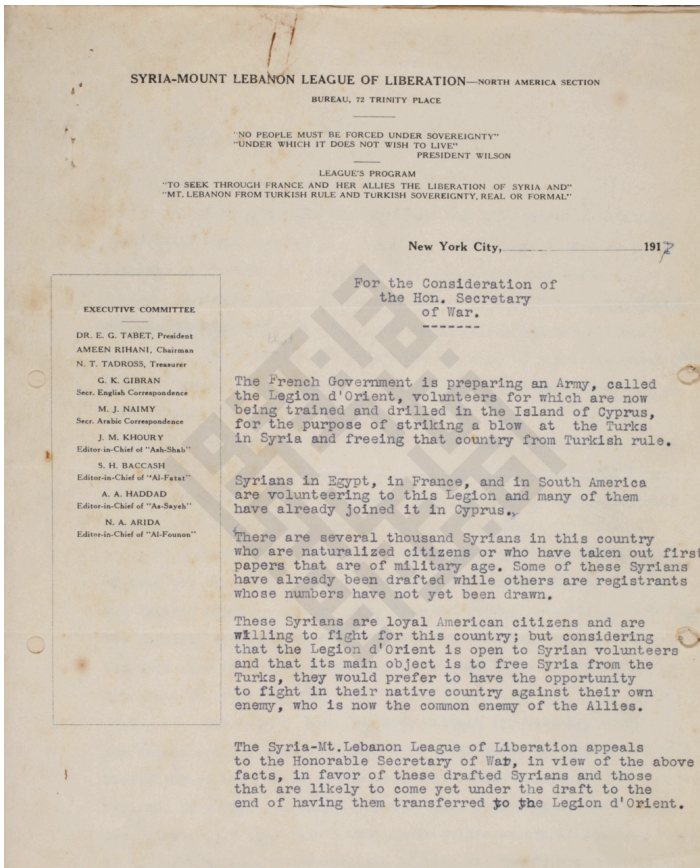 SYRIA-MOUNT LEBANON LEAGUE OF LIBERATION—NORTH AMERICA SECTION
BUREAU, 72 TRINITY PLACE
"NO PEOPLE MUST BE FORCED UNDER SOVEREIGNTY"
"UNDER WHICH IT DOES NOT WISH TO LIVE"
PRESIDENT WILSON
LEAGUE'S PROGRAM
"TO SEEK THROUGH FRANCE AND HER ALLIES THE LIBERATION OF SYRIA AND"
"MT. LEBANON FROM TURKISH RULE AND TURKISH SOVEREIGNTY, REAL OR FORMAL"
New York City, 1917
EXECUTIVE COMMITTEE
DR. E. G. TABET, President
AMEEN RIHANI, Chairman
N. T. TADROSS, Treasurer
G. K. GIBRAN
Secr. English Correspondence
M. J. NAIMY
Secr. Arabic Correspondence
J. M. KHOURY
Editor-in-Chief of "Ash-Shab"
S. H. BACCASH
Editor-in-Chief of "Al-Fatat"
A. A. HADDAD
Editor-in-Chief of "As-Sayeh"
N. A. ARIDA
Editor-in-Chief of "Al-Founon"
For the Consideration of
the Hon. Secretary
of War.
-------
The French Government is preparing an Army, called
the Legion d'Orient, volunteers for which are now
being trained and drilled in the Island of Cyprus,
for the purpose of striking a blow at the Turks
in Syria and freeing that country from Turkish rule.
Syrians in Egypt, in France, and in South America
are volunteering to this Legion and many of them
have already joined it in Cyprus.
There are several thousand Syrians in this country
who are naturalized citizens or who have taken out first
papers that are of military age. Some of these Syrians
have already been drafted while others are registrants
whose numbers have not yet been drawn.
These Syrians are loyal American citizens and are
willing to fight for this country; but considering
that the Legion d'Orient is open to Syrian volunteers
and that its main object is to free Syria from the
Turks, they would prefer to have the opportunity
to fight in their native country against their own
enemy, who is now the common enemy of the Allies.
The Syria-Mt.Lebanon League of Liberation appeals
to the Honorable Secretary of War, in view of the above
facts, in favor of these drafted Syrians and those
that are likely to come yet under the draft to the
end of having them transferred to the Legion d'Orient.